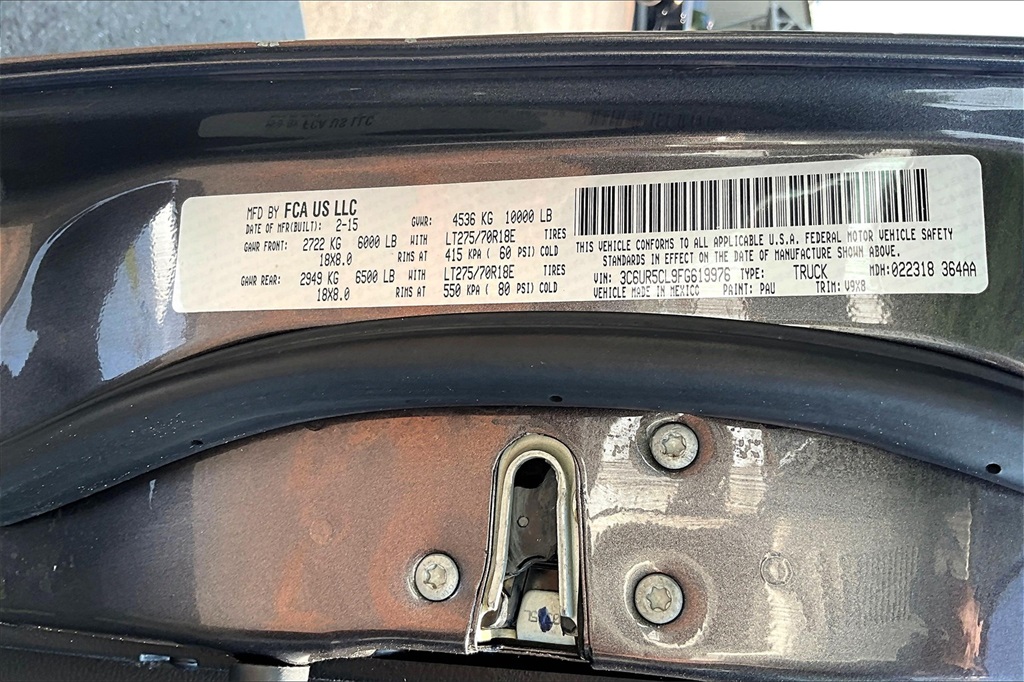 MFD BY FCA US LLC
DATE OF MFR(BUILT): 2-15 GVWR: 4536 KG 10000 LB
GAWR FRONT: 2722 KG 6000 LB WITH LT275/70R18E TIRES
18X8.0 RIMS AT 415 KPA ( 60 PSI) COLD
GAWR REAR: 2949 KG 6500 LB WITH LT275/70R18E TIRES
18X8.0 RIMS AT 550 KPA ( 80 PSI) COLD
THIS VEHICLE CONFORMS TO ALL APPLICABLE U.S.A. FEDERAL MOTOR VEHICLE SAFETY
STANDARDS IN EFFECT ON THE DATE OF MANUFACTURE SHOWN ABOVE.
VIN: 3C6UR5CL9FG619976 TYPE: TRUCK MDH:022318 364AA
VEHICLE MADE IN MEXICO PAINT: PAU TRIM: V9X8